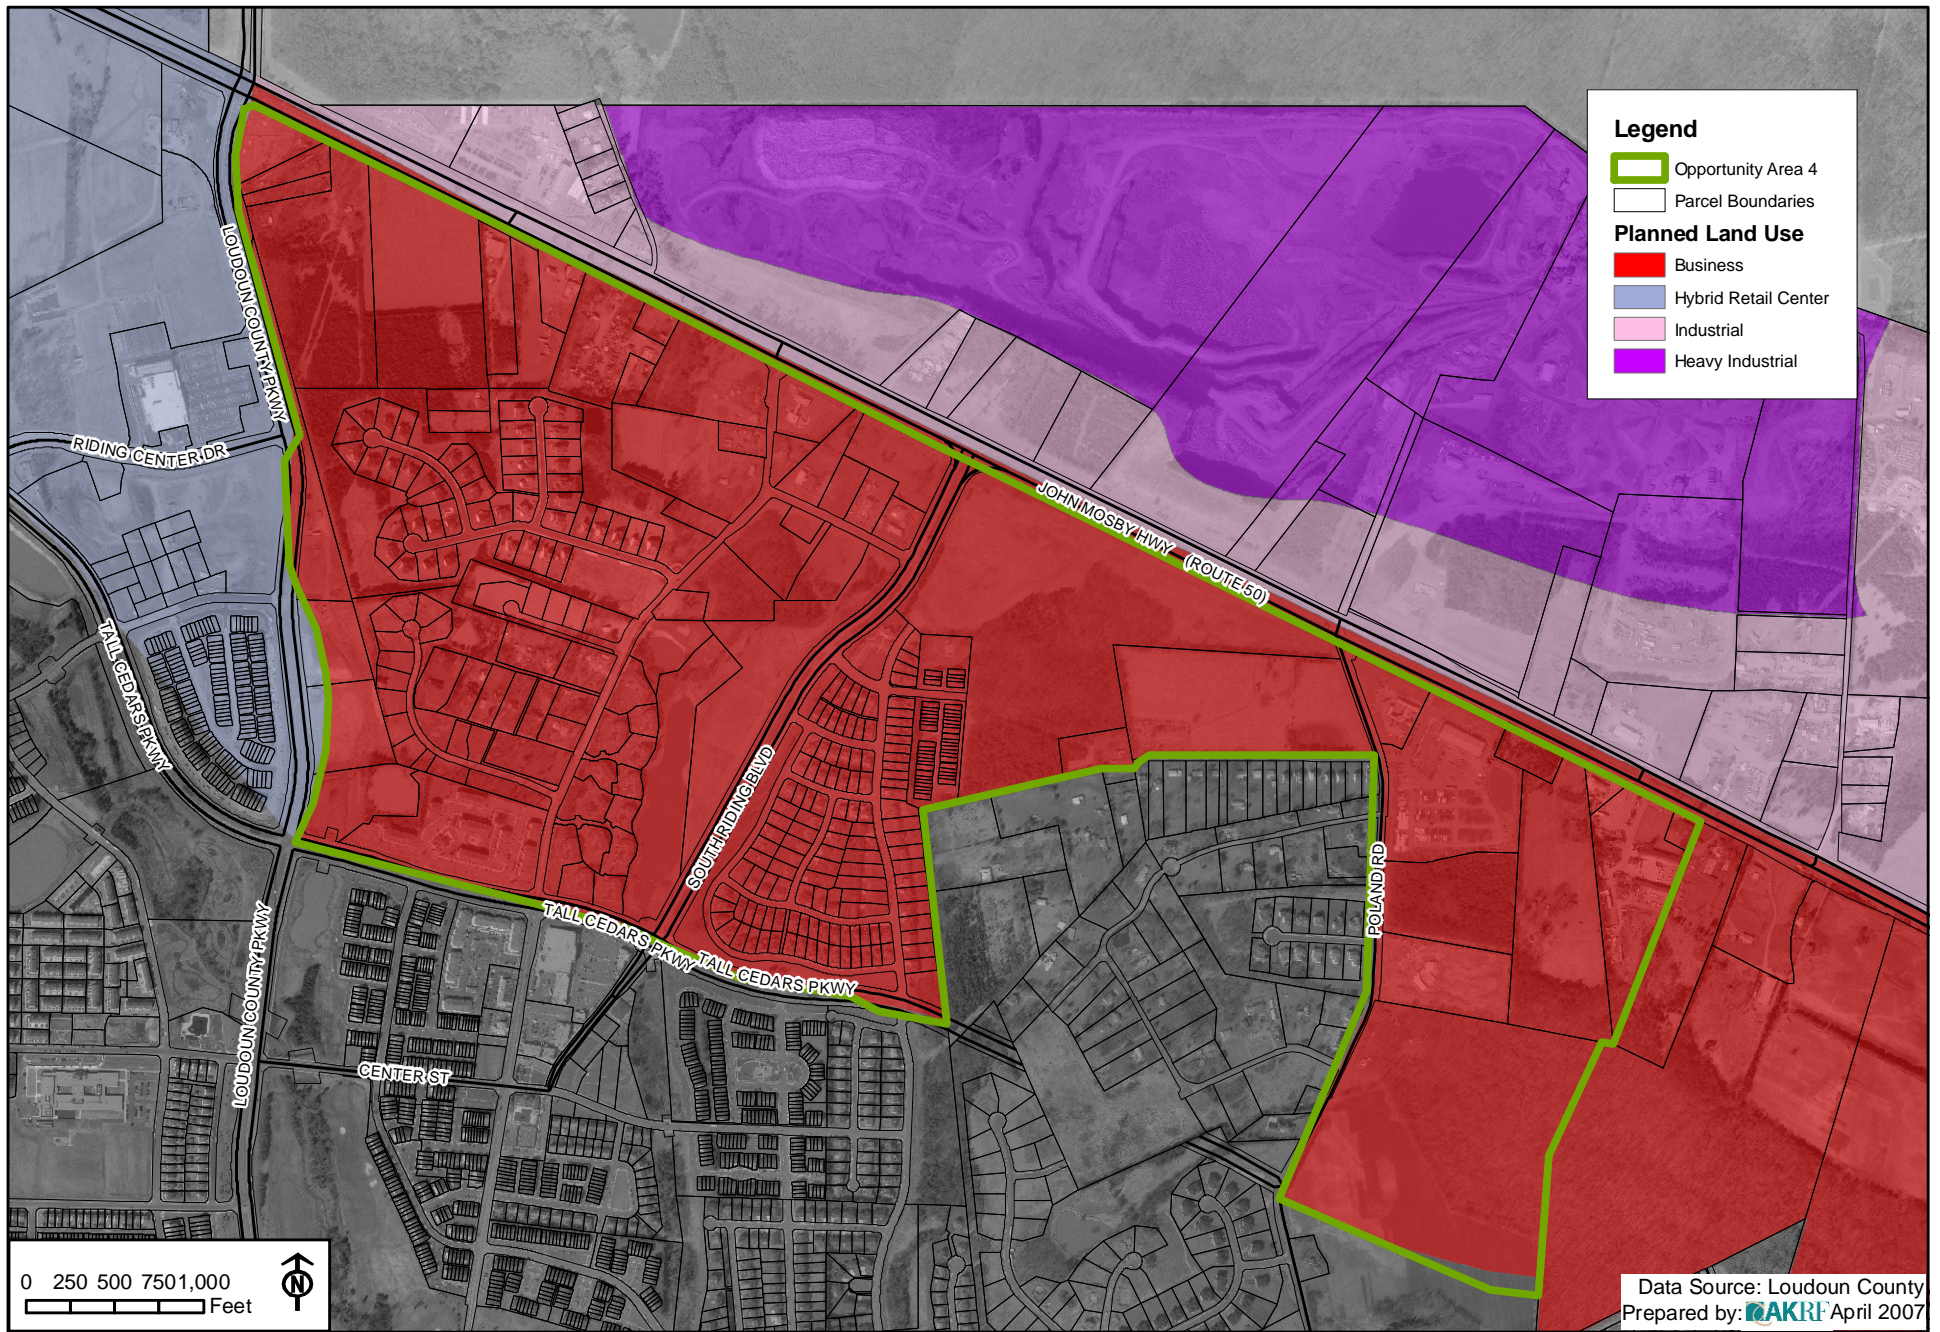 Legend
Opportunity Area 4
Parcel Boundaries
Planned Land Use
Business
Hybrid Retail Center
Industrial
Heavy Industrial
LOUDOUN COUNTY PKWY
RIDING CENTER DR
JOHN MOSBY HWY (ROUTE 50)
TALL CEDARS PKWY
SOUTH RIDING BLVD
POLAND RD
TALL CEDARS PKWY
TALL CEDARS PKWY
LOUDOUN COUNTY PKWY
CENTER ST
0 250 500 750 1,000
Feet
N
Data Source: Loudoun County
Prepared by: AKRF April 2007